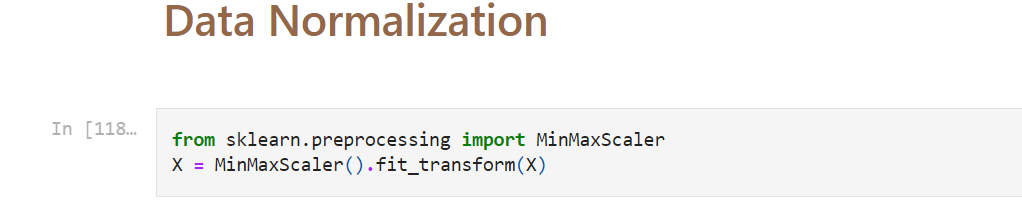 Data Normalization
In [118…
from sklearn.preprocessing import MinMaxScaler
X = MinMaxScaler().fit_transform(X)